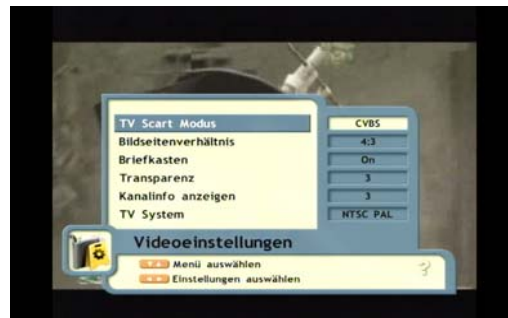 TV Scart Modus CVBS
Bildseitenverhältnis 4:3
Briefkasten On
Transparenz 3
Kanalinfo anzeigen 3
TV System NTSC PAL
Videoeinstellungen
Menü auswählen
Einstellungen auswählen
?